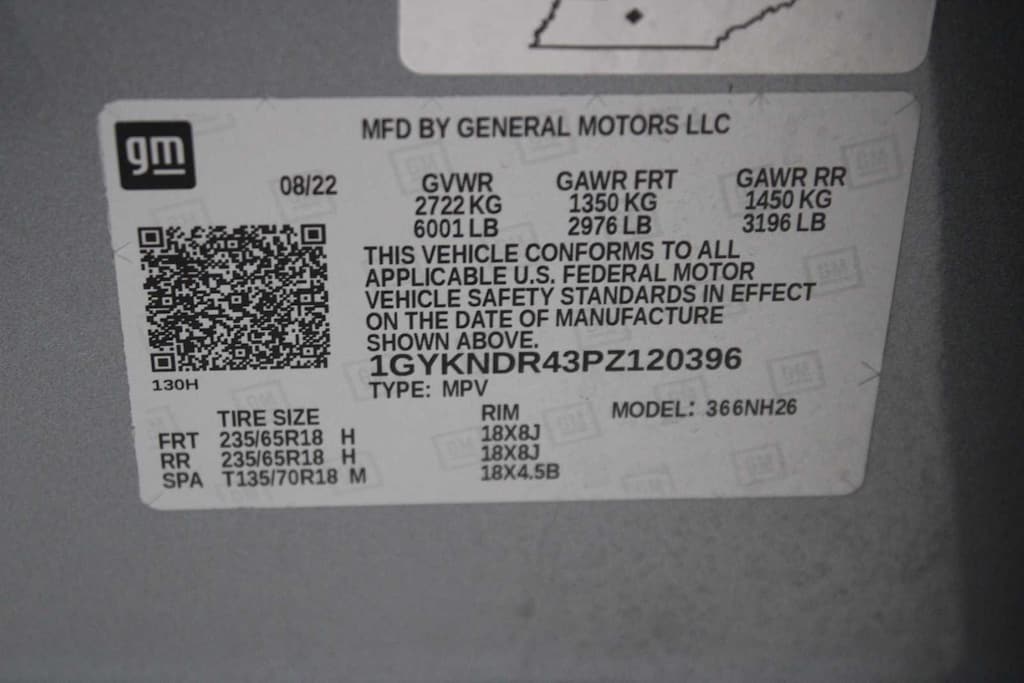 gm
MFD BY GENERAL MOTORS LLC
08/22 GVWR GAWR FRT GAWR RR
2722 KG 1350 KG 1450 KG
6001 LB 2976 LB 3196 LB
THIS VEHICLE CONFORMS TO ALL
APPLICABLE U.S. FEDERAL MOTOR
VEHICLE SAFETY STANDARDS IN EFFECT
ON THE DATE OF MANUFACTURE
SHOWN ABOVE.
1GYKNDR43PZ120396
130H
TYPE: MPV
TIRE SIZE RIM MODEL: 366NH26
FRT 235/65R18 H 18X8J
RR 235/65R18 H 18X8J
SPA T135/70R18 M 18X4.5B